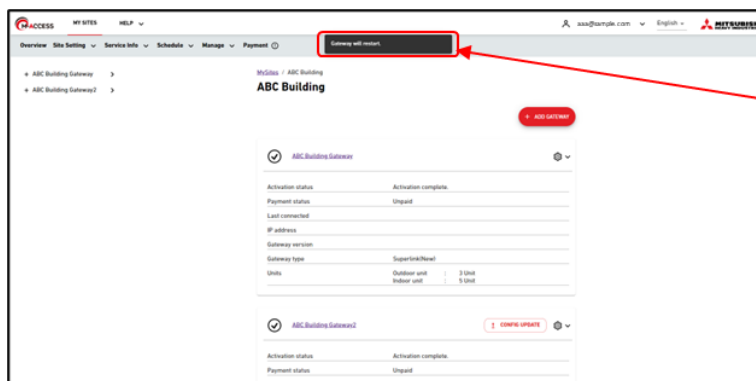 M-ACCESS MY SITES HELP aaa@sample.com English MITSUBISHI
HEAVY INDUSTRIES
Overview Site Setting Service Info Schedule Manage Payment
Gateway will restart.
+ ABC Building Gateway
+ ABC Building Gateway2
MySites / ABC Building
ABC Building
+ ADD GATEWAY
ABC Building Gateway
Activation status Activation complete.
Payment status Unpaid
Last connected
IP address
Gateway version
Gateway type Superlink(New)
Units Outdoor unit : 3 Unit
Indoor unit : 5 Unit
ABC Building Gateway2 CONFIG UPDATE
Activation status Activation complete.
Payment status Unpaid